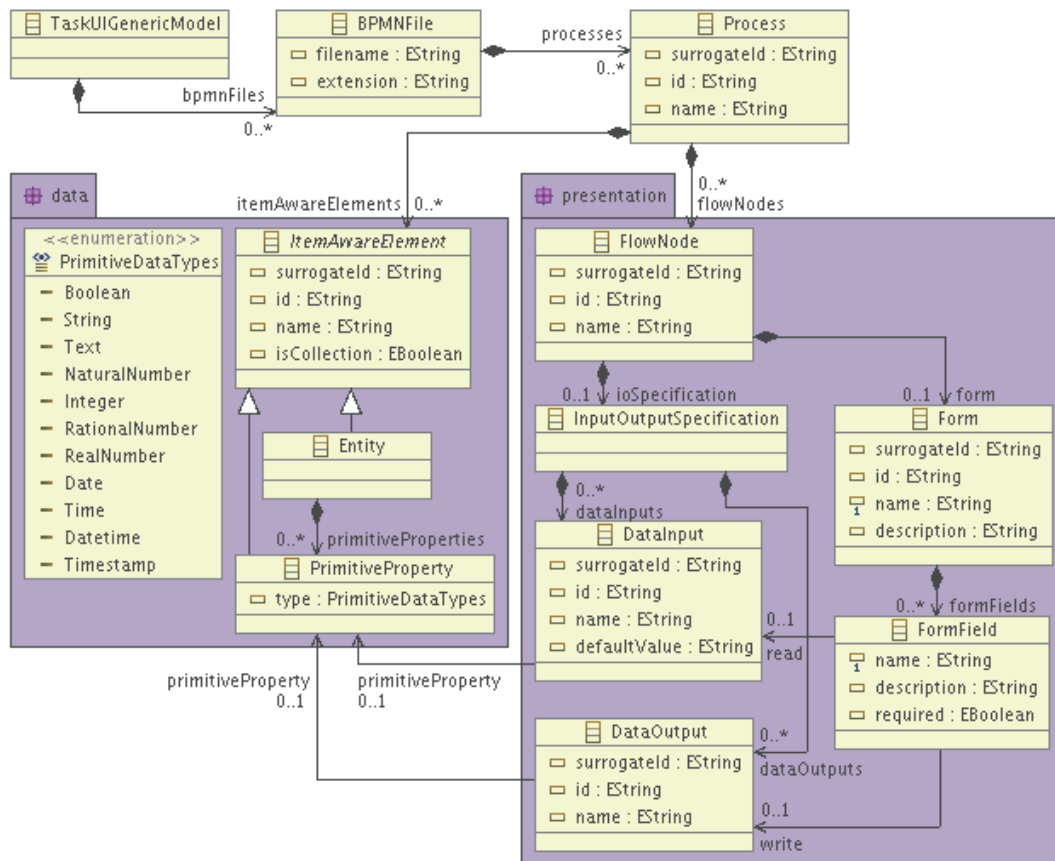 TaskUIGenericModel
bpmnFiles
0..*
BPMNFile
filename : EString
extension : EString
processes
0..*
Process
surrogateId : EString
id : EString
name : EString
itemAwareElements 0..*
0..*
flowNodes
data
<<enumeration>>
PrimitiveDataTypes
Boolean
String
Text
NaturalNumber
Integer
RationalNumber
RealNumber
Date
Time
Datetime
Timestamp
ItemAwareElement
surrogateId : EString
id : EString
name : EString
isCollection : EBoolean
Entity
0..* primitiveProperties
PrimitiveProperty
type : PrimitiveDataTypes
primitiveProperty
0..1
primitiveProperty
0..1
presentation
FlowNode
surrogateId : EString
id : EString
name : EString
0..1 ioSpecification
0..1 form
InputOutputSpecification
0..*
dataInputs
DataInput
surrogateId : EString
id : EString
name : EString
defaultValue : EString
Form
surrogateId : EString
id : EString
1 name : EString
description : EString
0..* formFields
0..1
read
FormField
1 name : EString
description : EString
required : EBoolean
DataOutput
surrogateId : EString
id : EString
name : EString
0..*
dataOutputs
0..1
write